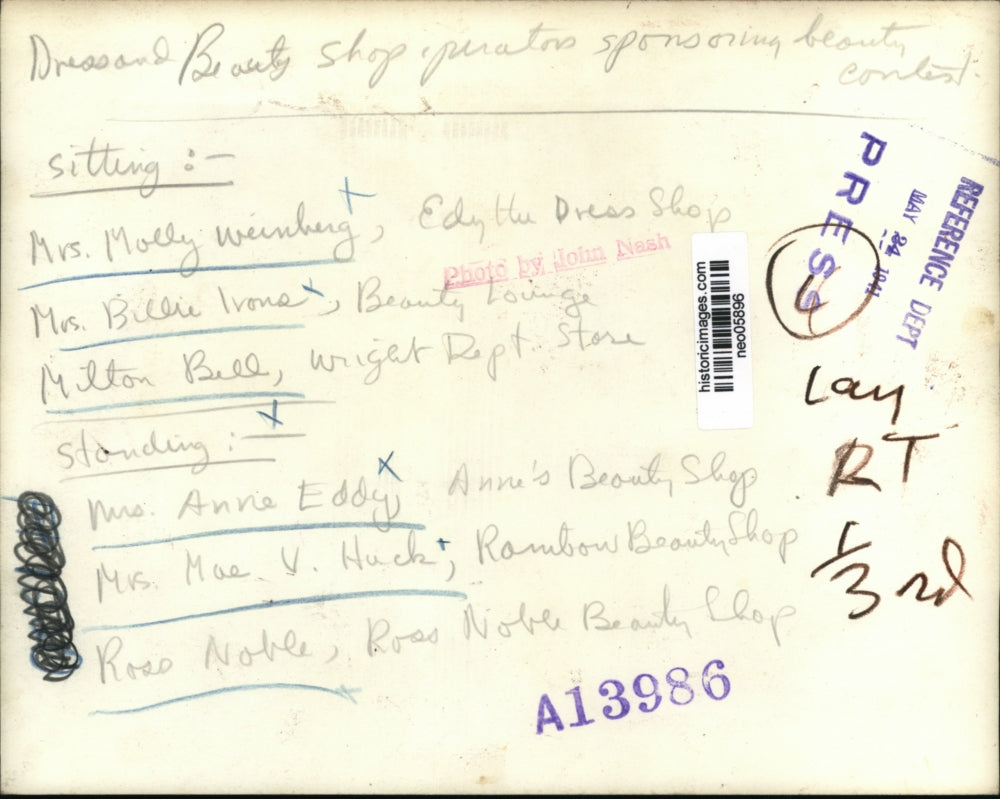 Dress and Beauty Shop operators sponsoring beauty
contest.
Sitting :-
Mrs. Molly Weinberg, Edythe Dress Shop
Photo by John Nash
Mrs. Billie Irons, Beauty Lounge
Milton Bell, Wright Dept. Store
Standing :-
Mrs. Anne Eddy, Anne's Beauty Shop
Mrs. Mae V. Huck, Rainbow Beauty Shop
Ross Noble, Ross Noble Beauty Shop
A13986
historicimages.com
neo05896
PRESS
REFERENCE DEPT
MAY 24 1941
4
Lay
RT
1/3 rd